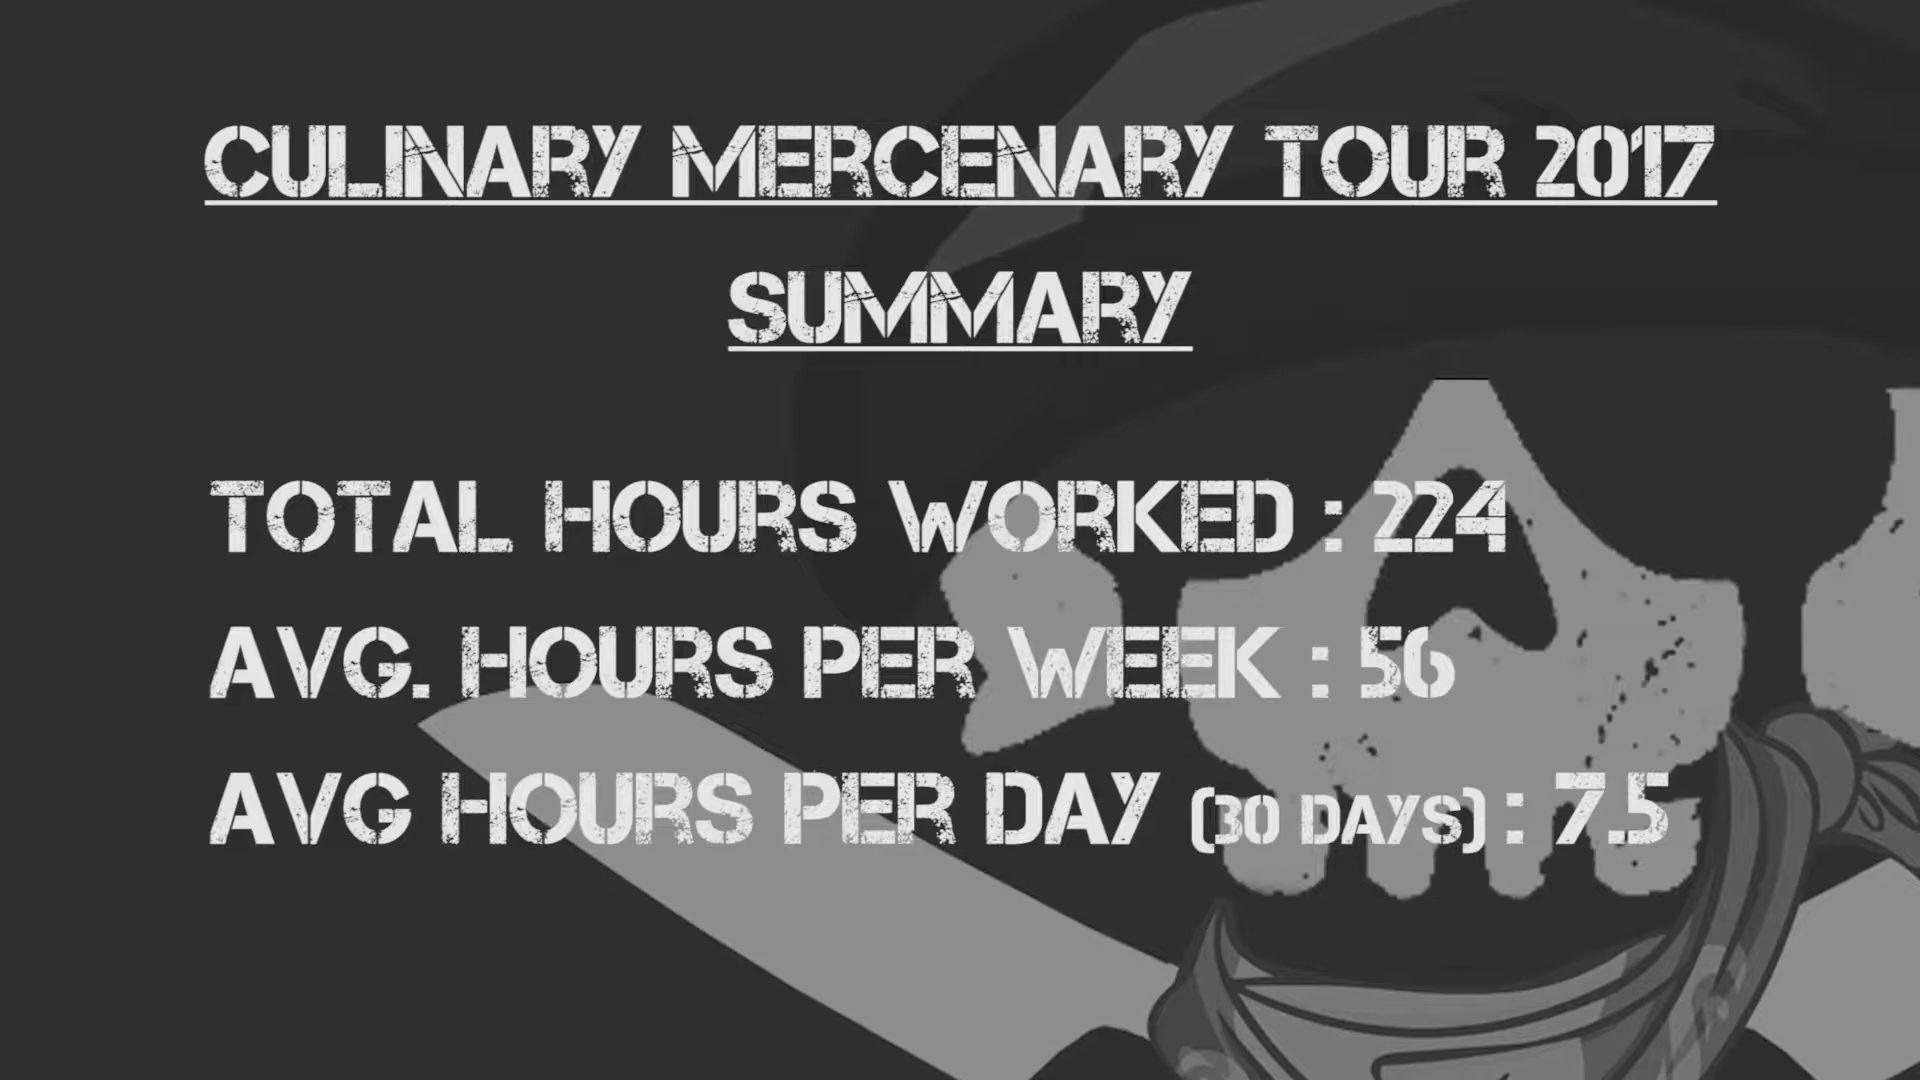 CULINARY MERCENARY TOUR 2017
SUMMARY
TOTAL HOURS WORKED : 224
AVG. HOURS PER WEEK : 56
AVG HOURS PER DAY (30 DAYS) : 7.5